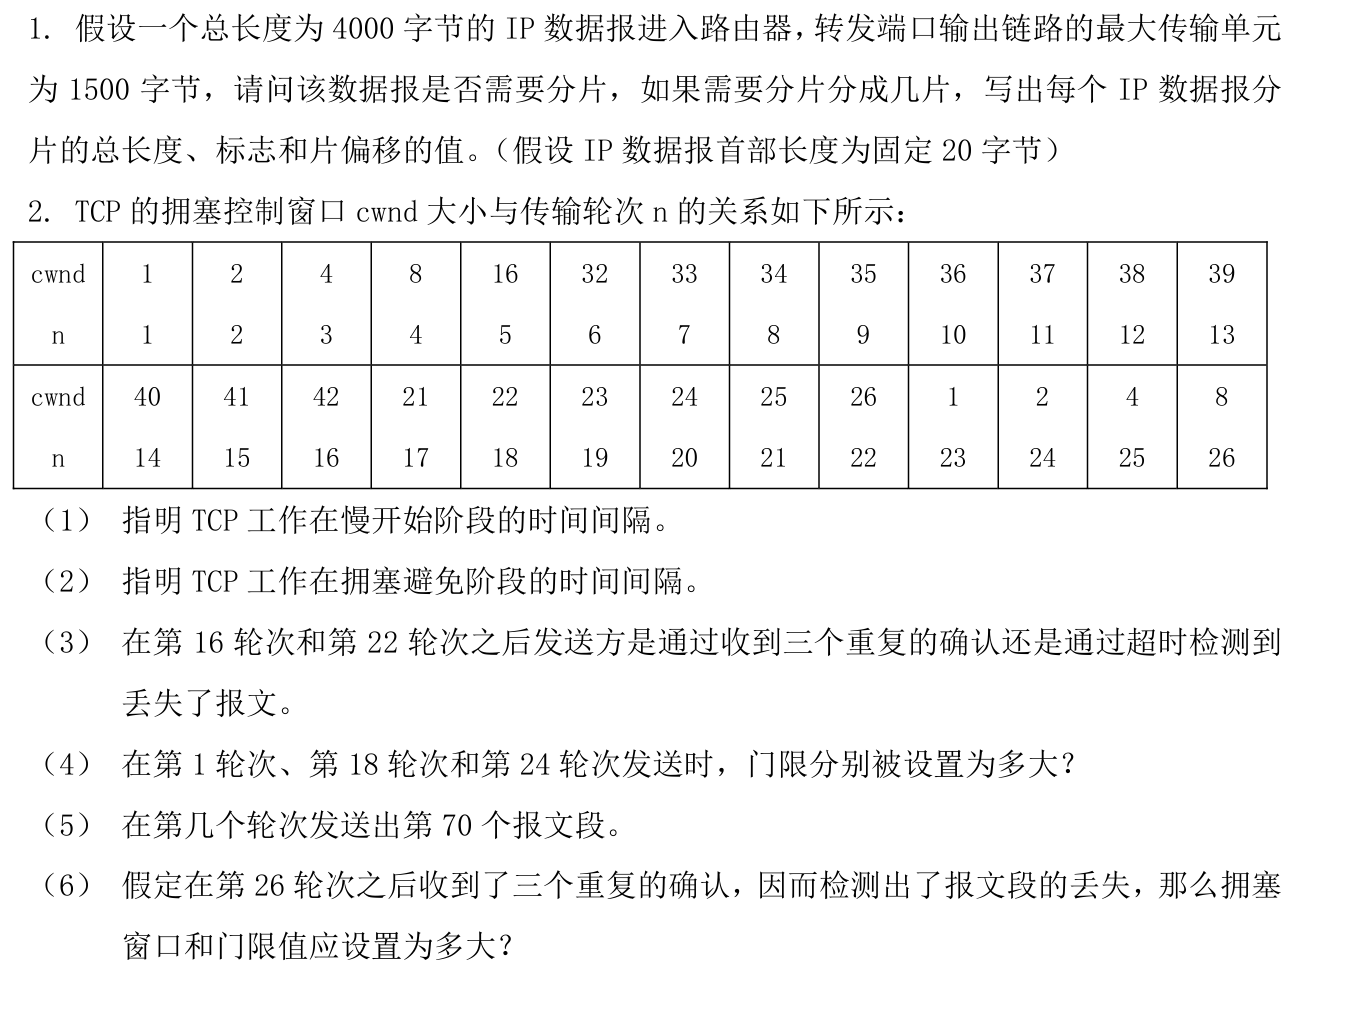 1. 假设一个总长度为 4000 字节的 IP 数据报进入路由器，转发端口输出链路的最大传输单元
为 1500 字节，请问该数据报是否需要分片，如果需要分片分成几片，写出每个 IP 数据报分
片的总长度、标志和片偏移的值。（假设 IP 数据报首部长度为固定 20 字节）
2. TCP 的拥塞控制窗口 cwnd 大小与传输轮次 n 的关系如下所示：
cwnd 1 2 4 8 16 32 33 34 35 36 37 38 39
n 1 2 3 4 5 6 7 8 9 10 11 12 13
cwnd 40 41 42 21 22 23 24 25 26 1 2 4 8
n 14 15 16 17 18 19 20 21 22 23 24 25 26
（1） 指明 TCP 工作在慢开始阶段的时间间隔。
（2） 指明 TCP 工作在拥塞避免阶段的时间间隔。
（3） 在第 16 轮次和第 22 轮次之后发送方是通过收到三个重复的确认还是通过超时检测到
丢失了报文。
（4） 在第 1 轮次、第 18 轮次和第 24 轮次发送时，门限分别被设置为多大？
（5） 在第几个轮次发送出第 70 个报文段。
（6） 假定在第 26 轮次之后收到了三个重复的确认，因而检测出了报文段的丢失，那么拥塞
窗口和门限值应设置为多大？